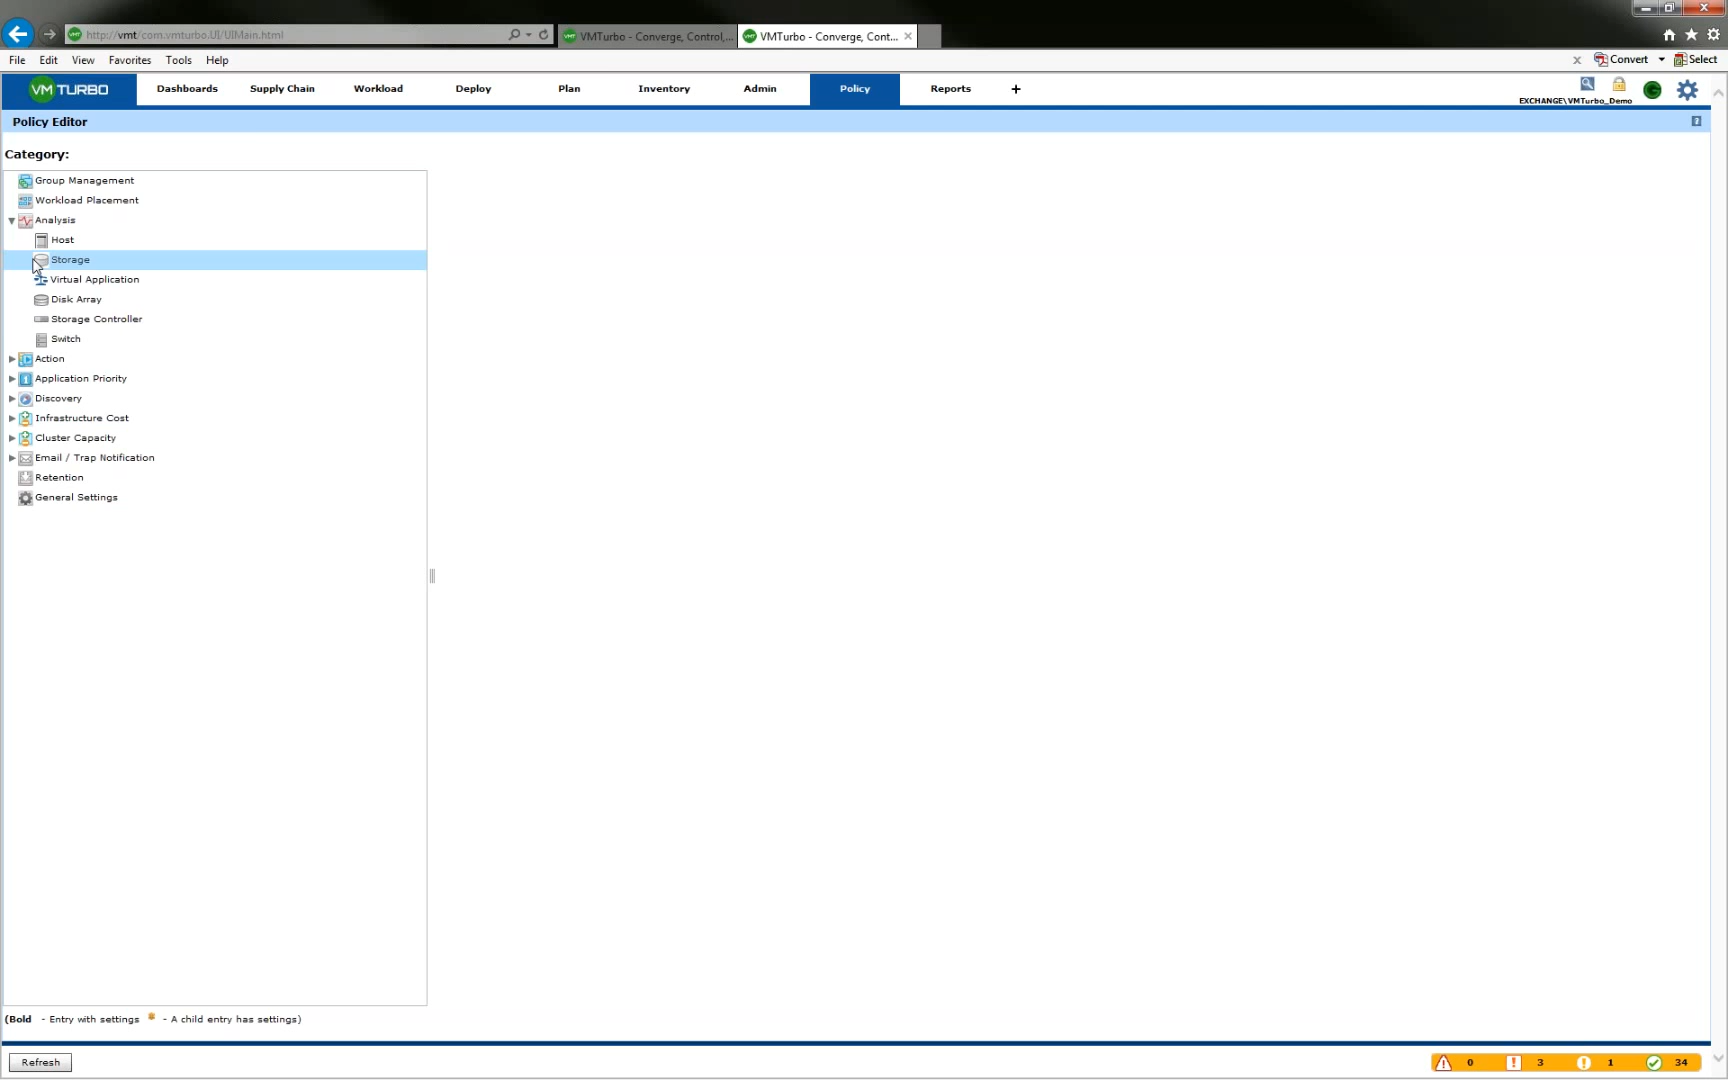 http://vmt/com.vmturbo.UI/UIMain.html
VMTurbo - Converge, Control,...
VMTurbo - Converge, Cont...
File Edit View Favorites Tools Help
Convert Select
VMTURBO Dashboards Supply Chain Workload Deploy Plan Inventory Admin Policy Reports +
EXCHANGE\VMTurbo_Demo
Policy Editor
Category:
Group Management
Workload Placement
Analysis
Host
Storage
Virtual Application
Disk Array
Storage Controller
Switch
Action
Application Priority
Discovery
Infrastructure Cost
Cluster Capacity
Email / Trap Notification
Retention
General Settings
(Bold - Entry with settings * - A child entry has settings)
Refresh
0 3 1 34